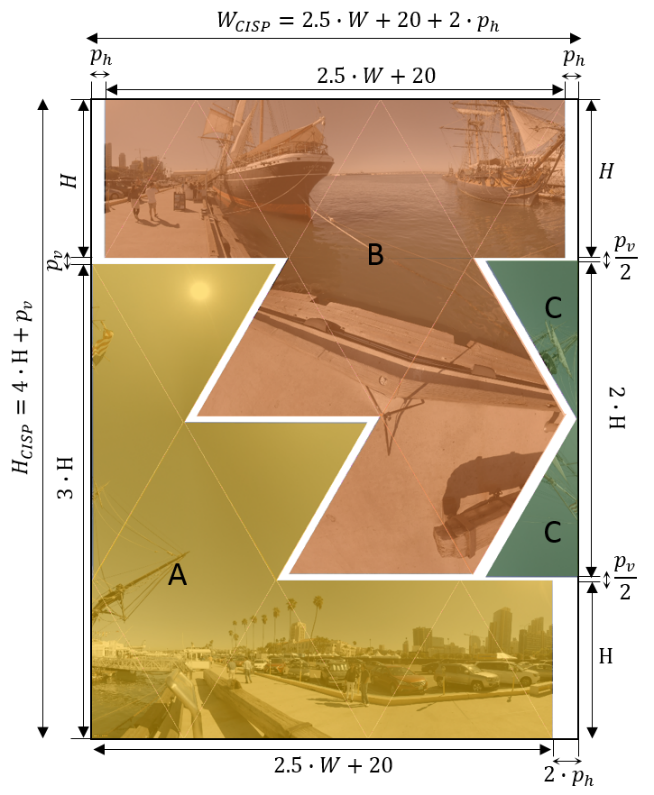 W_CISP = 2.5 · W + 20 + 2 · p_h
p_h
2.5 · W + 20
p_h
H
H
B
p_v
p_v/2
C
H_CISP = 4 · H + p_v
2 · H
3 · H
C
A
p_v/2
H
2.5 · W + 20
2 · p_h